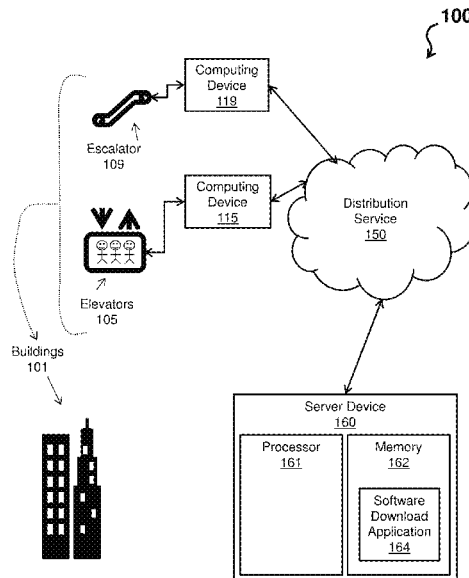 100
Computing
Device
119
Escalator
109
Computing
Device
115
Distribution
Service
150
Elevators
105
Buildings
101
Server Device
160
Processor
161
Memory
162
Software
Download
Application
164